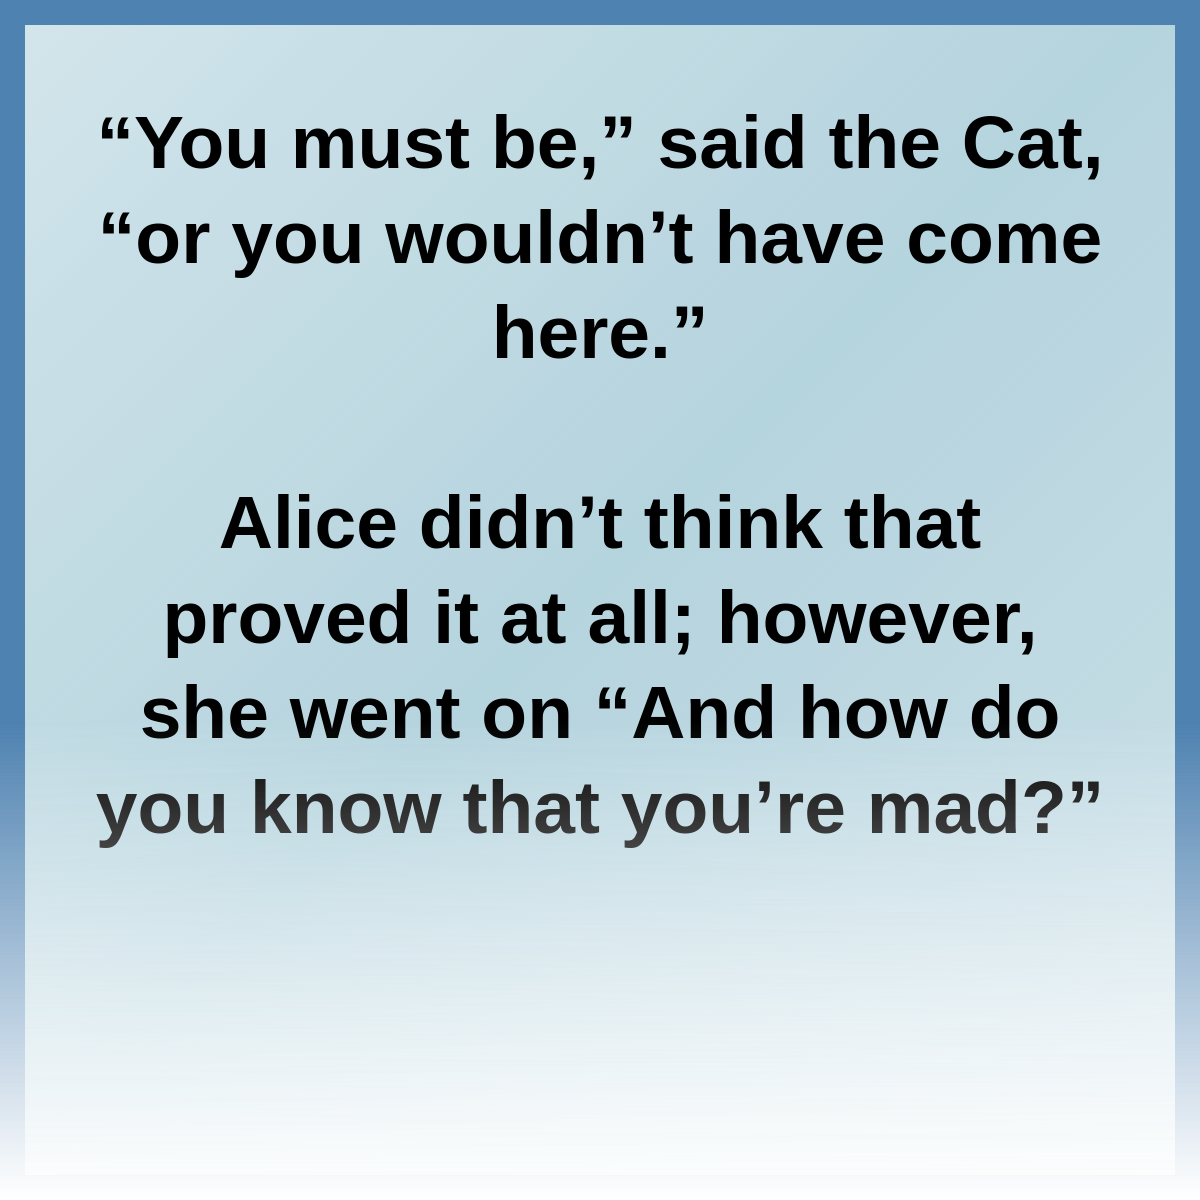 “You must be,” said the Cat,
“or you wouldn’t have come
here.”
Alice didn’t think that
proved it at all; however,
she went on “And how do
you know that you’re mad?”